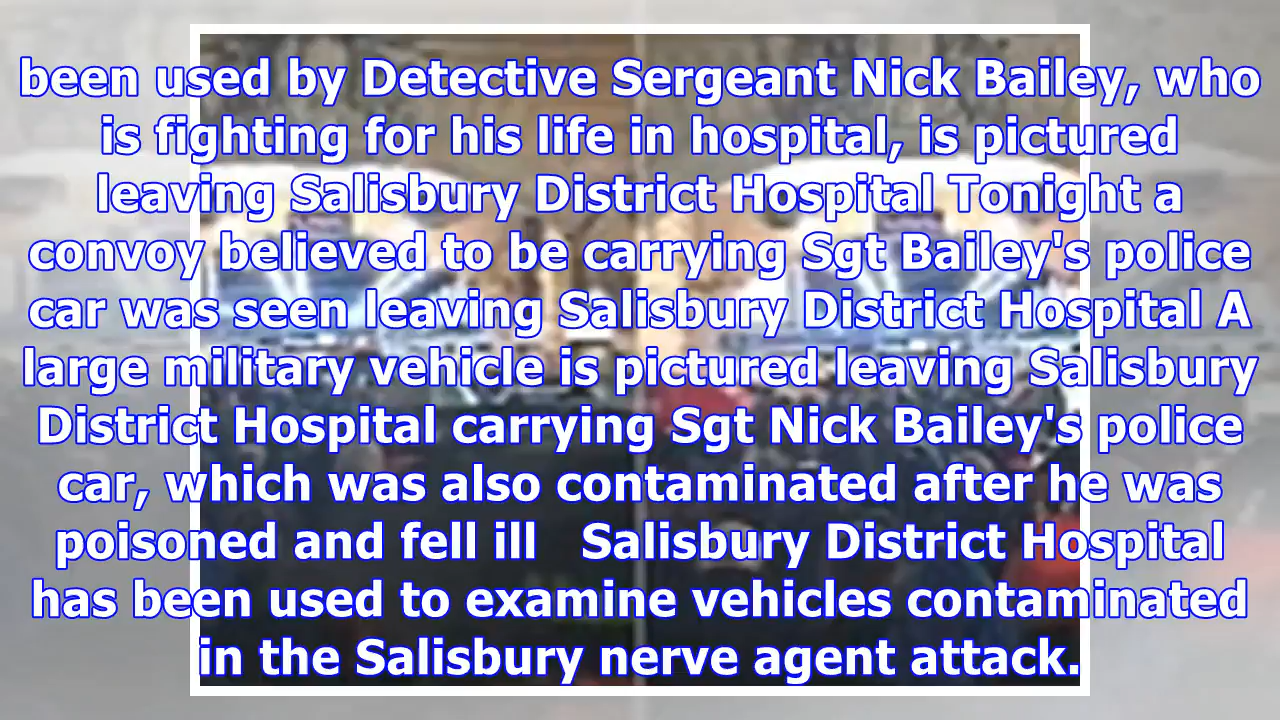 been used by Detective Sergeant Nick Bailey, who
is fighting for his life in hospital, is pictured
leaving Salisbury District Hospital Tonight a
convoy believed to be carrying Sgt Bailey's police
car was seen leaving Salisbury District Hospital A
large military vehicle is pictured leaving Salisbury
District Hospital carrying Sgt Nick Bailey's police
car, which was also contaminated after he was
poisoned and fell ill   Salisbury District Hospital
has been used to examine vehicles contaminated
in the Salisbury nerve agent attack.